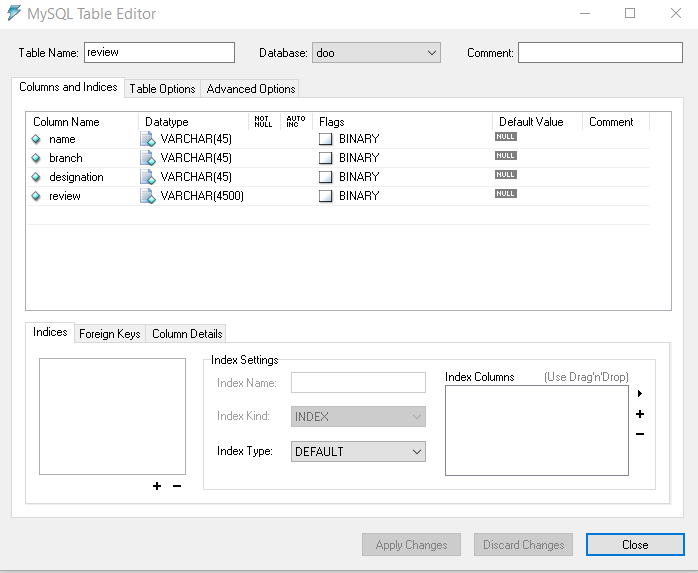 MySQL Table Editor
Table Name: review Database: doo Comment:
Columns and Indices Table Options Advanced Options
Column Name Datatype NOT NULL AUTO INC Flags Default Value Comment
name VARCHAR(45) BINARY NULL
branch VARCHAR(45) BINARY NULL
designation VARCHAR(45) BINARY NULL
review VARCHAR(4500) BINARY NULL
Indices Foreign Keys Column Details
Index Settings
Index Name:
Index Kind: INDEX
Index Type: DEFAULT
Index Columns (Use Drag'n'Drop)
Apply Changes Discard Changes Close